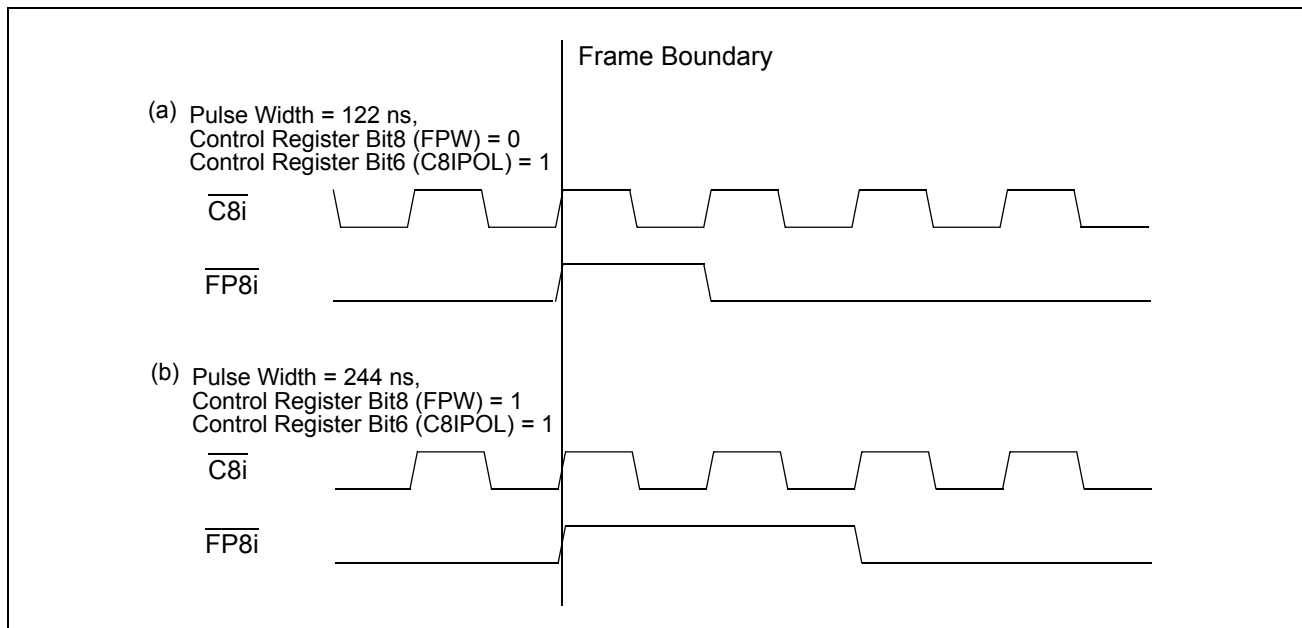 Frame Boundary
(a) Pulse Width = 122 ns,
Control Register Bit8 (FPW) = 0
Control Register Bit6 (C8IPOL) = 1
C8i
FP8i
(b) Pulse Width = 244 ns,
Control Register Bit8 (FPW) = 1
Control Register Bit6 (C8IPOL) = 1
C8i
FP8i